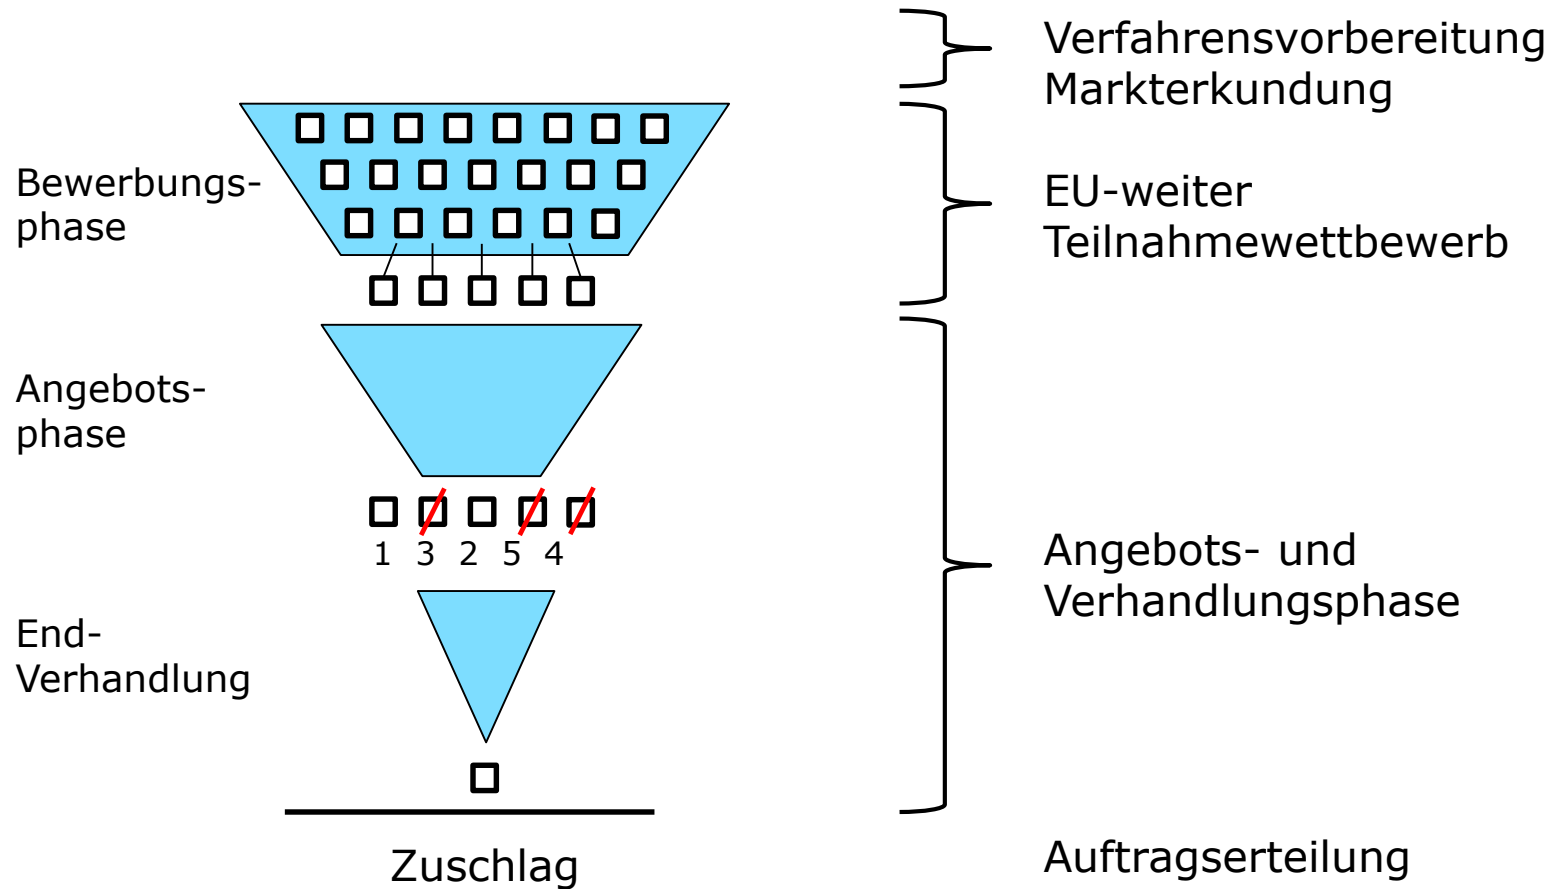 Verfahrensvorbereitung
Markterkundung
Bewerbungs-
phase
EU-weiter
Teilnahmewettbewerb
Angebots-
phase
1 3 2 5 4
Angebots- und
Verhandlungsphase
End-
Verhandlung
Zuschlag
Auftragserteilung